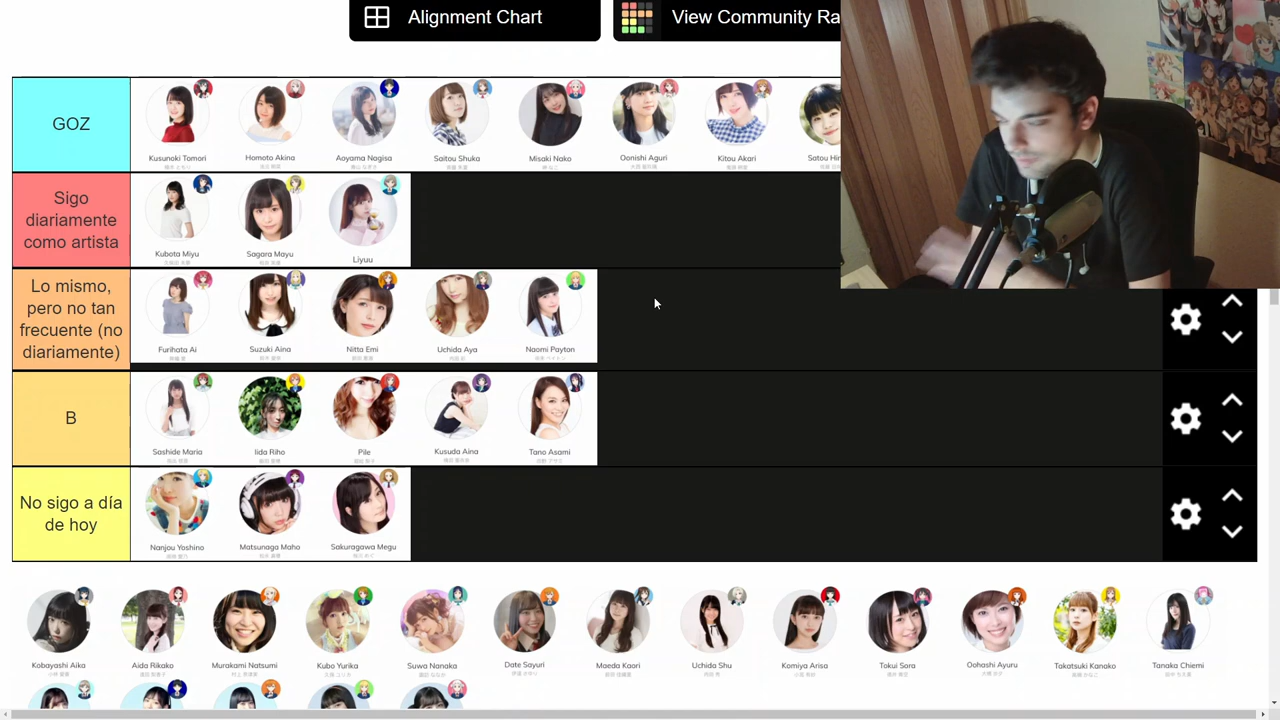 Alignment Chart
View Community Ra
GOZ
Kusunoki Tomori
Homoto Akina
Aoyama Nagisa
Saitou Shuka
Misaki Nako
Oonishi Aguri
Kitou Akari
Satou Hin
Sigo
diariamente
como artista
Kubota Miyu
Sagara Mayu
Liyuu
Lo mismo,
pero no tan
frecuente (no
diariamente)
Furihata Ai
Suzuki Aina
Nitta Emi
Uchida Aya
Naomi Payton
B
Sashide Maria
Iida Riho
Pile
Kusuda Aina
Tano Asami
No sigo a día
de hoy
Nanjou Yoshino
Matsunaga Maho
Sakuragawa Megu
Kobayashi Aika
Aida Rikako
Murakami Natsumi
Kubo Yurika
Suwa Nanaka
Date Sayuri
Maeda Kaori
Uchida Shu
Komiya Arisa
Tokui Sora
Oohashi Ayuru
Takatsuki Kanako
Tanaka Chiemi